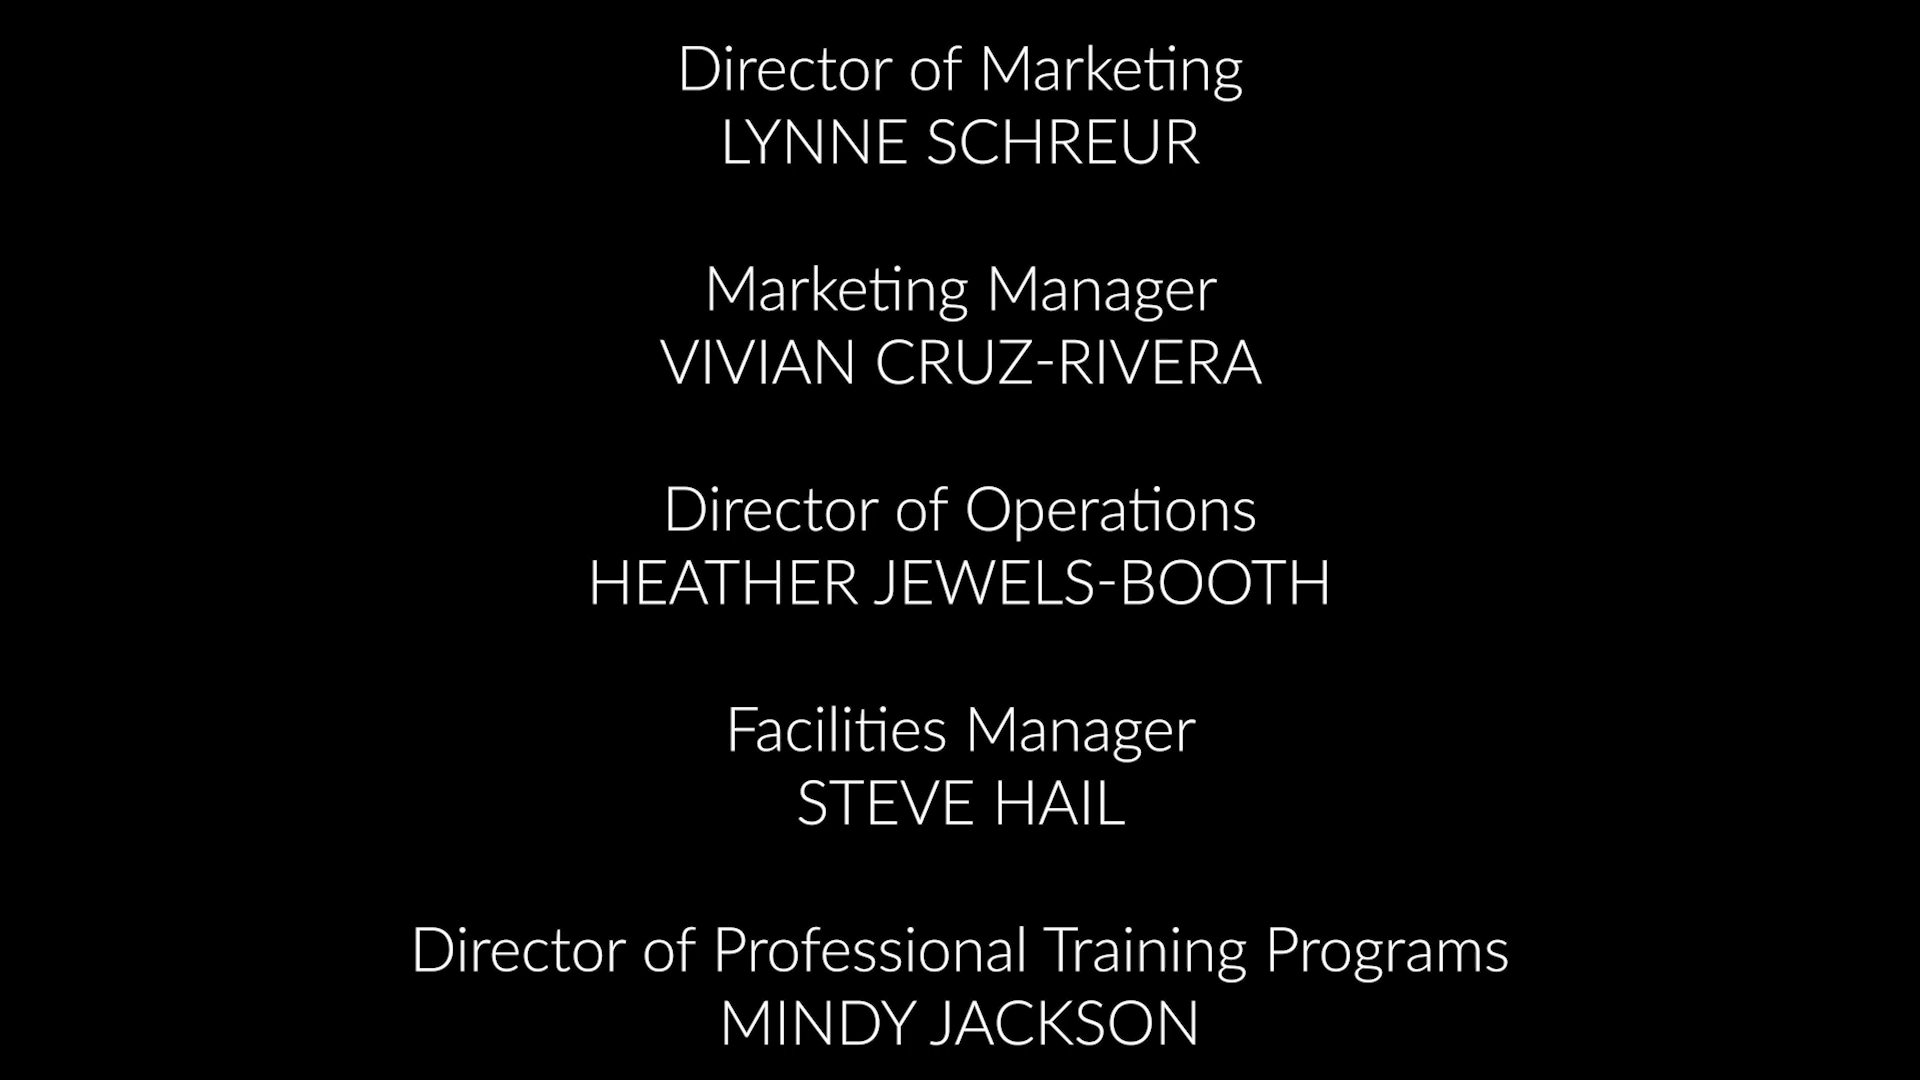 Director of Marketing
LYNNE SCHREUR
Marketing Manager
VIVIAN CRUZ-RIVERA
Director of Operations
HEATHER JEWELS-BOOTH
Facilities Manager
STEVE HAIL
Director of Professional Training Programs
MINDY JACKSON